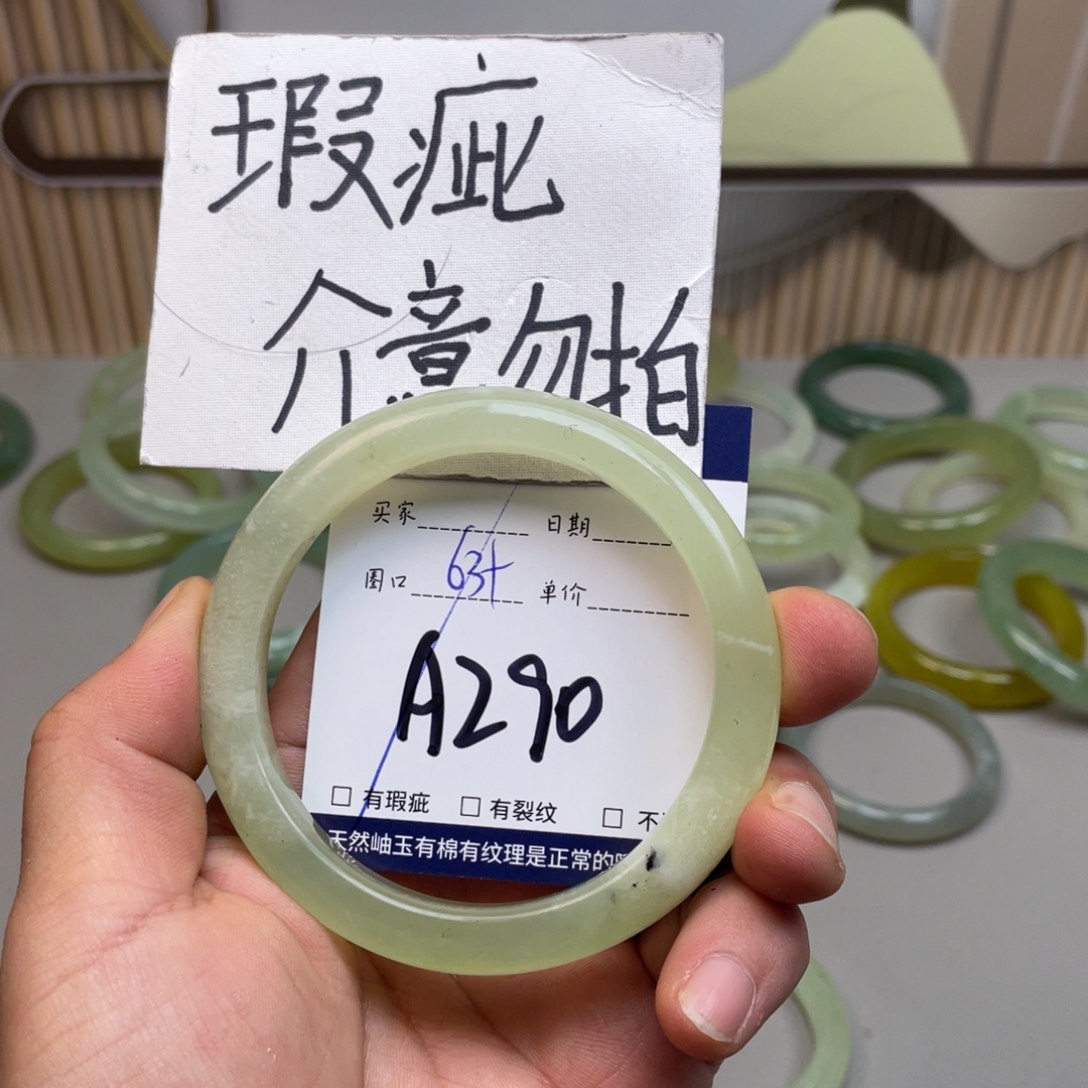 瑕疵
介意勿拍
买家 日期
圈口 63+ 单价
A290
□ 有瑕疵 □ 有裂纹 □ 不
天然岫玉有棉有纹理是正常的